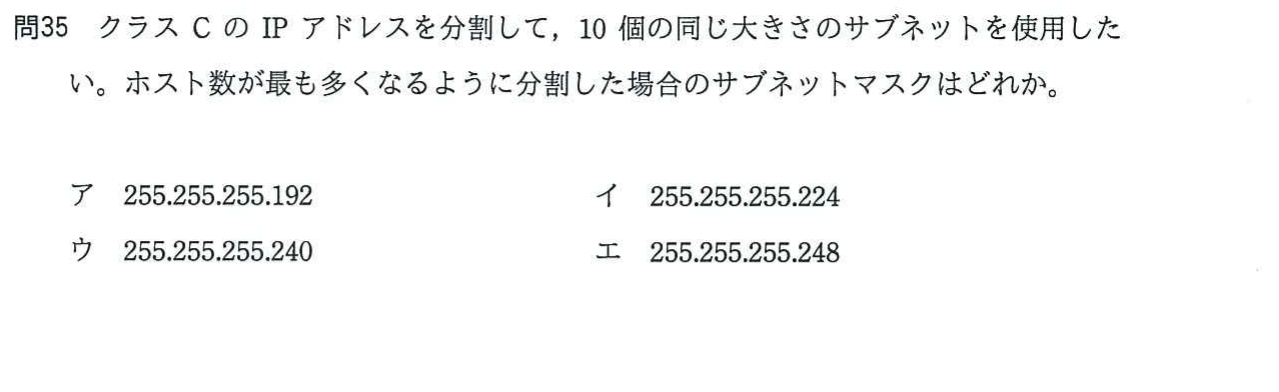 問35 クラス C の IP アドレスを分割して，10 個の同じ大きさのサブネットを使用した
い。ホスト数が最も多くなるように分割した場合のサブネットマスクはどれか。
ア 255.255.255.192 イ 255.255.255.224
ウ 255.255.255.240 エ 255.255.255.248